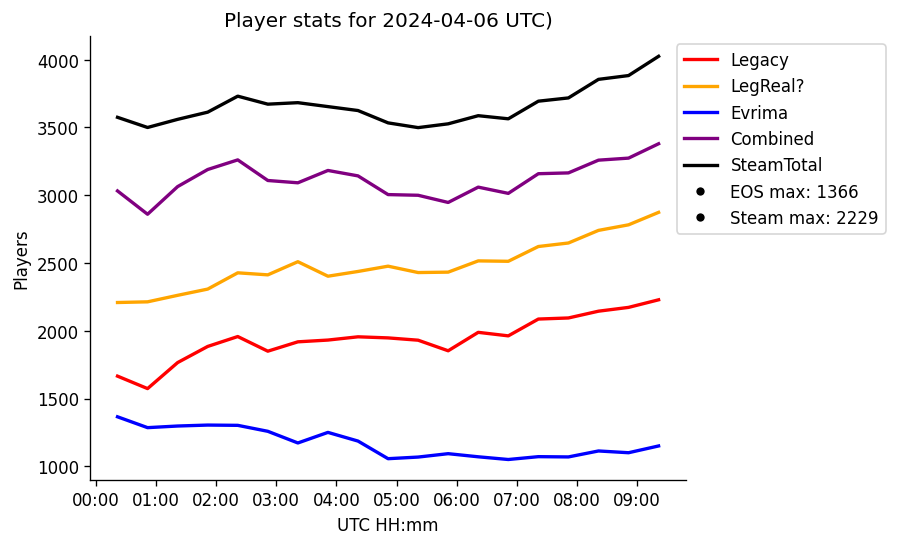 Player stats for 2024-04-06 UTC)
Legacy
LegReal?
Evrima
Combined
SteamTotal
EOS max: 1366
Steam max: 2229
Players
4000
3500
3000
2500
2000
1500
1000
00:00 01:00 02:00 03:00 04:00 05:00 06:00 07:00 08:00 09:00
UTC HH:mm